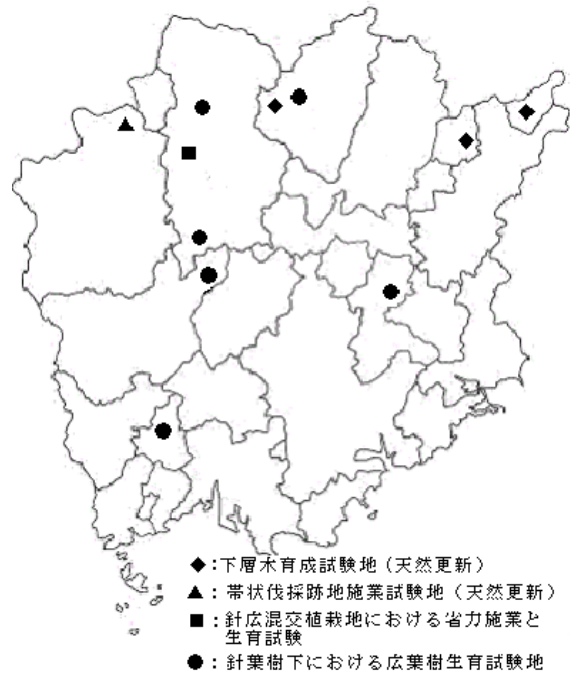 ◆:下層木育成試験地(天然更新)
▲:帯状伐採跡地施業試験地(天然更新)
■:針広混交植栽地における省力施業と
生育試験
●:針葉樹下における広葉樹生育試験地